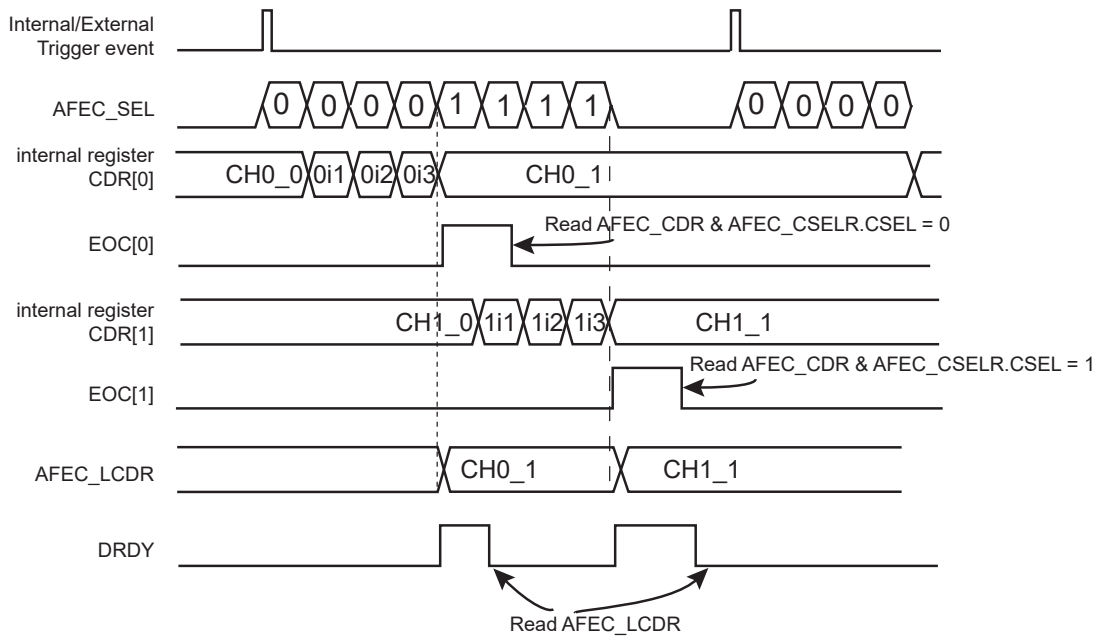 Internal/External
Trigger event
AFEC_SEL 0 0 0 0 1 1 1 1 0 0 0 0
internal register
CDR[0] CH0_0 0i1 0i2 0i3 CH0_1
EOC[0] Read AFEC_CDR & AFEC_CSELR.CSEL = 0
internal register
CDR[1] CH1_0 1i1 1i2 1i3 CH1_1
Read AFEC_CDR & AFEC_CSELR.CSEL = 1
EOC[1]
AFEC_LCDR CH0_1 CH1_1
DRDY
Read AFEC_LCDR